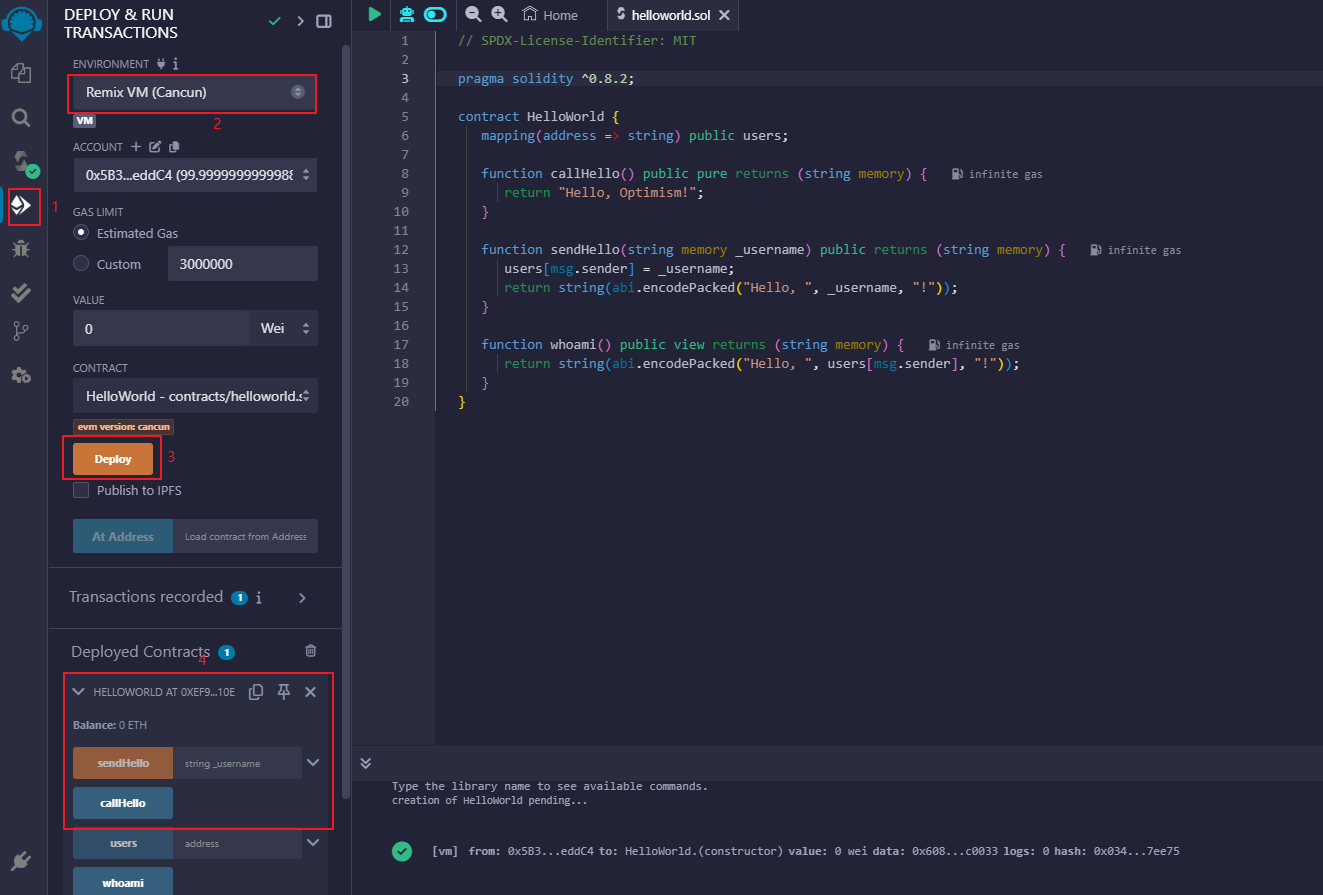 DEPLOY & RUN
TRANSACTIONS
ENVIRONMENT
Remix VM (Cancun)
VM
2
ACCOUNT
0x5B3...eddC4 (99.9999999999998
1
GAS LIMIT
Estimated Gas
Custom
3000000
VALUE
0
Wei
CONTRACT
HelloWorld - contracts/helloworld.s
evm version: cancun
Deploy
3
Publish to IPFS
At Address
Load contract from Address
Transactions recorded 1
Deployed Contracts 1
4
HELLOWORLD AT 0XEF9...10E
Balance: 0 ETH
sendHello
string _username
callHello
users
address
whoami
Home
helloworld.sol
1 // SPDX-License-Identifier: MIT
2
3 pragma solidity ^0.8.2;
4
5 contract HelloWorld {
6 mapping(address => string) public users;
7
8 function callHello() public pure returns (string memory) { infinite gas
9 return "Hello, Optimism!";
10 }
11
12 function sendHello(string memory _username) public returns (string memory) { infinite gas
13 users[msg.sender] = _username;
14 return string(abi.encodePacked("Hello, ", _username, "!"));
15 }
16
17 function whoami() public view returns (string memory) { infinite gas
18 return string(abi.encodePacked("Hello, ", users[msg.sender], "!"));
19 }
20 }
Type the library name to see available commands.
creation of HelloWorld pending...
[vm] from: 0x5B3...eddC4 to: HelloWorld.(constructor) value: 0 wei data: 0x608...c0033 logs: 0 hash: 0x034...7ee75